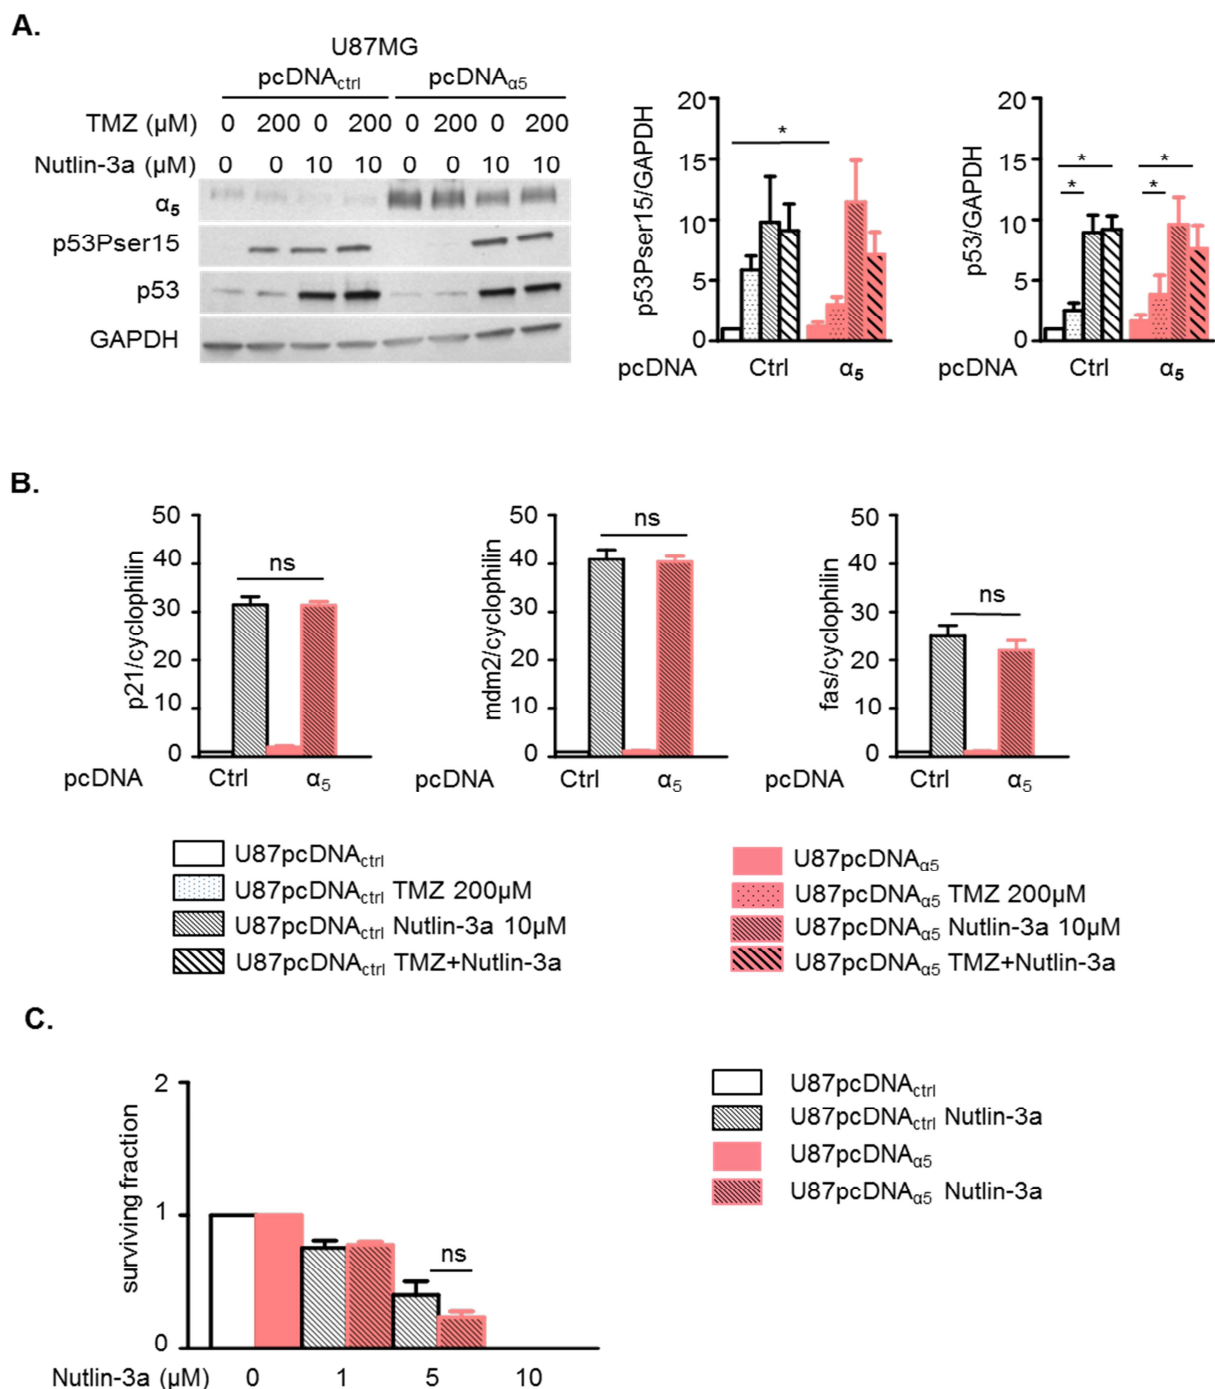 A.
U87MG
pcDNActrl pcDNAα5
TMZ (µM) 0 200 0 200 0 200 0 200
Nutlin-3a (µM) 0 0 10 10 0 0 10 10
α5
p53Pser15
p53
GAPDH
p53Pser15/GAPDH
20
15
10
5
0
*
pcDNA Ctrl α5
p53/GAPDH
20
15
10
5
0
* *
* *
pcDNA Ctrl α5
B.
p21/cyclophilin
50
40
30
20
10
0
ns
pcDNA Ctrl α5
mdm2/cyclophilin
50
40
30
20
10
0
ns
pcDNA Ctrl α5
fas/cyclophilin
50
40
30
20
10
0
ns
pcDNA Ctrl α5
U87pcDNActrl
U87pcDNActrl TMZ 200µM
U87pcDNActrl Nutlin-3a 10µM
U87pcDNActrl TMZ+Nutlin-3a
U87pcDNAα5
U87pcDNAα5 TMZ 200µM
U87pcDNAα5 Nutlin-3a 10µM
U87pcDNAα5 TMZ+Nutlin-3a
C.
surviving fraction
2
1
0
ns
Nutlin-3a (µM) 0 1 5 10
U87pcDNActrl
U87pcDNActrl Nutlin-3a
U87pcDNAα5
U87pcDNAα5 Nutlin-3a